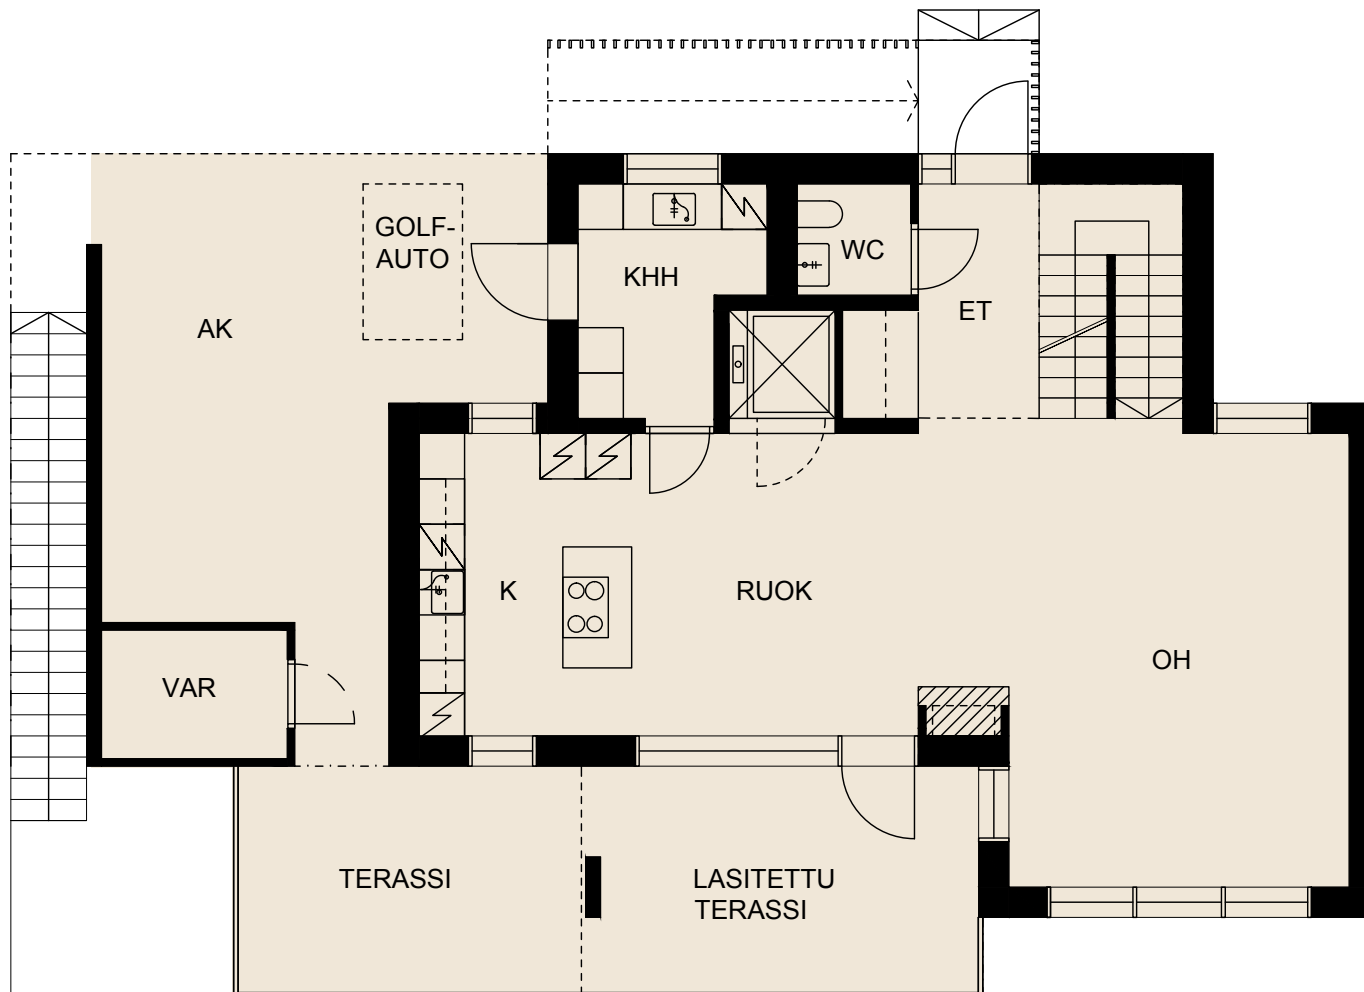 GOLF-
AUTO
WC
KHH
ET
AK
K
RUOK
OH
VAR
TERASSI
LASITETTU
TERASSI